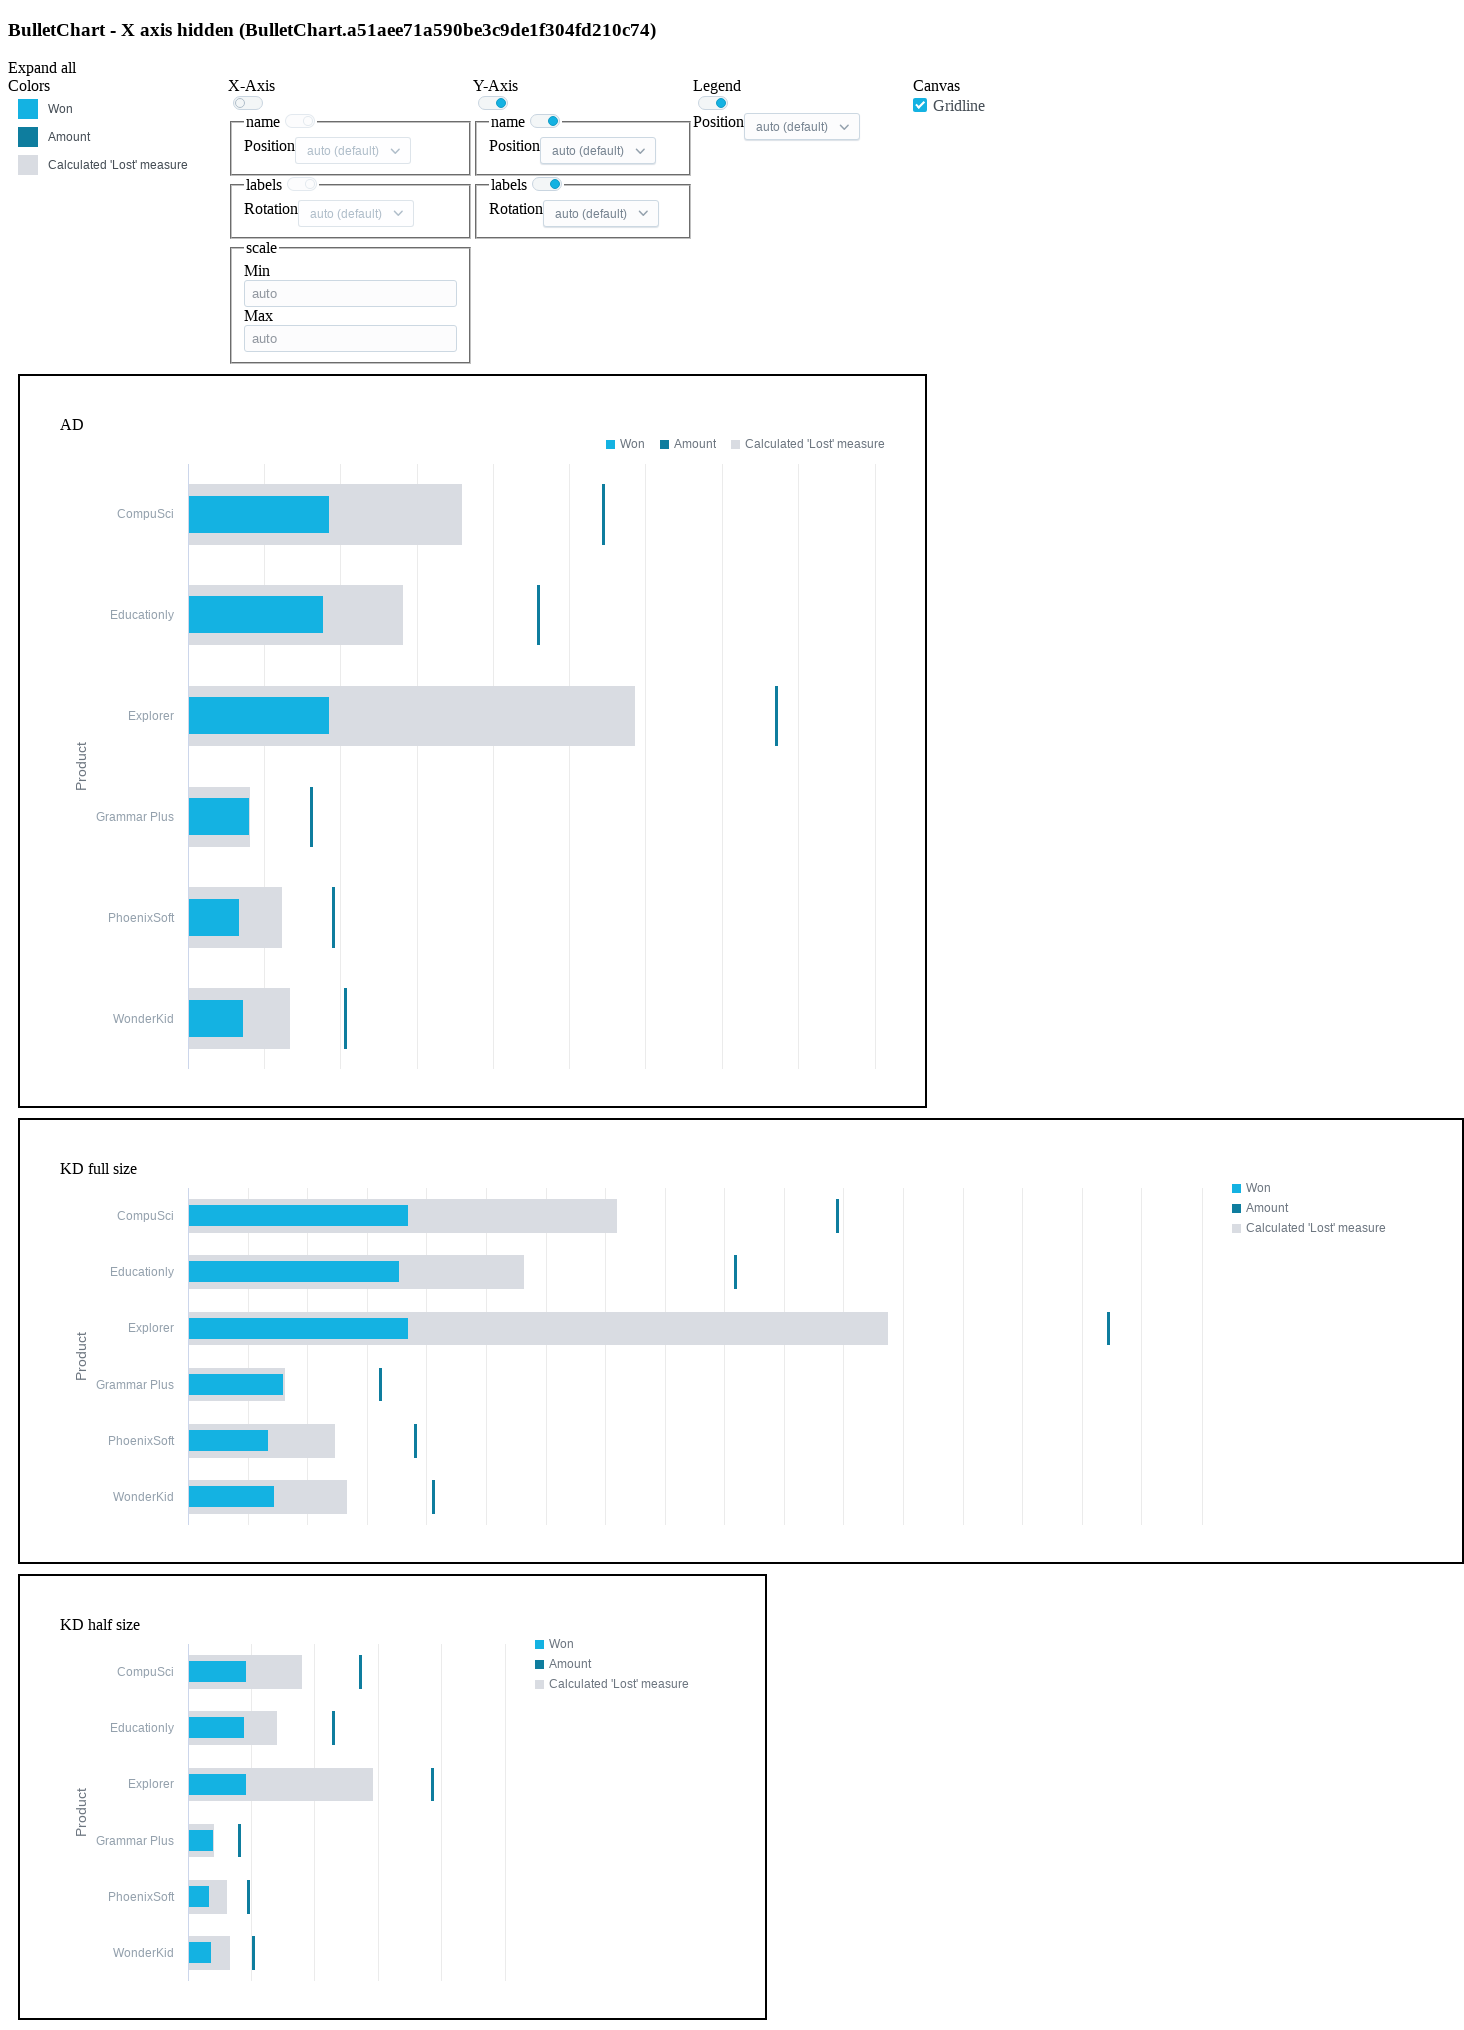 BulletChart - X axis hidden (BulletChart.a51aee71a590be3c9de1f304fd210c74)
Expand all
Colors
Won
Amount
Calculated 'Lost' measure
X-Axis
name
Position auto (default)
labels
Rotation auto (default)
scale
Min
auto
Max
auto
Y-Axis
name
Position auto (default)
labels
Rotation auto (default)
Legend
Position auto (default)
Canvas
Gridline
AD
Won Amount Calculated 'Lost' measure
Product
CompuSci
Educationly
Explorer
Grammar Plus
PhoenixSoft
WonderKid
KD full size
Won
Amount
Calculated 'Lost' measure
Product
CompuSci
Educationly
Explorer
Grammar Plus
PhoenixSoft
WonderKid
KD half size
Won
Amount
Calculated 'Lost' measure
Product
CompuSci
Educationly
Explorer
Grammar Plus
PhoenixSoft
WonderKid